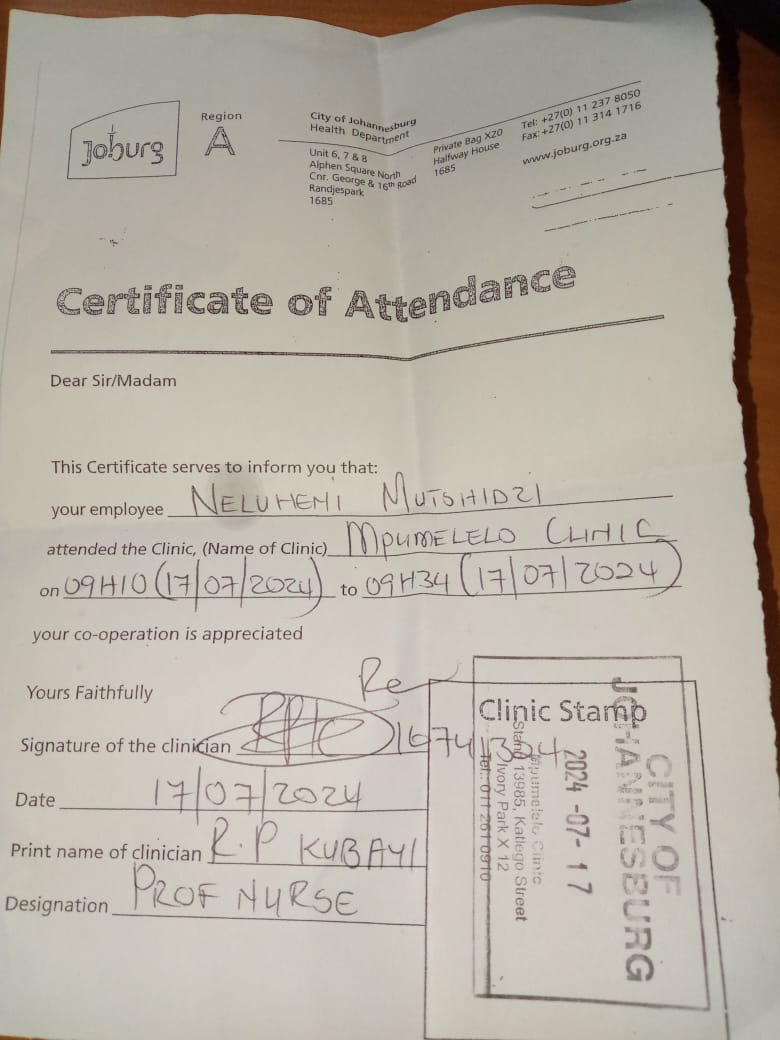 Joburg
Region
A
City of Johannesburg
Health Department
Unit 6, 7 & 8
Alphen Square North
Cnr. George & 16th Road
Randjespark
1685
Private Bag X20
Halfway House
1685
Tel: +27(0) 11 237 8050
Fax: +27(0) 11 314 1716
www.joburg.org.za
Certificate of Attendance
Dear Sir/Madam
This Certificate serves to inform you that:
your employee NELUHENI MUTSHIDZI
attended the Clinic, (Name of Clinic) MPUMELELO CLINIC
on 09H10 (17/07/2024) to 09H34 (17/07/2024)
your co-operation is appreciated
Yours Faithfully
Signature of the clinician
Date 17/07/2024
Print name of clinician R.P KUBAYI
Designation PROF NURSE
Clinic Stamp
CITY OF
JOHANNESBURG
2024 -07- 17
Mpumelelo Clinic
Stand 13985, Katlego Street
Ivory Park X 12
Tel.: 011 261 0910